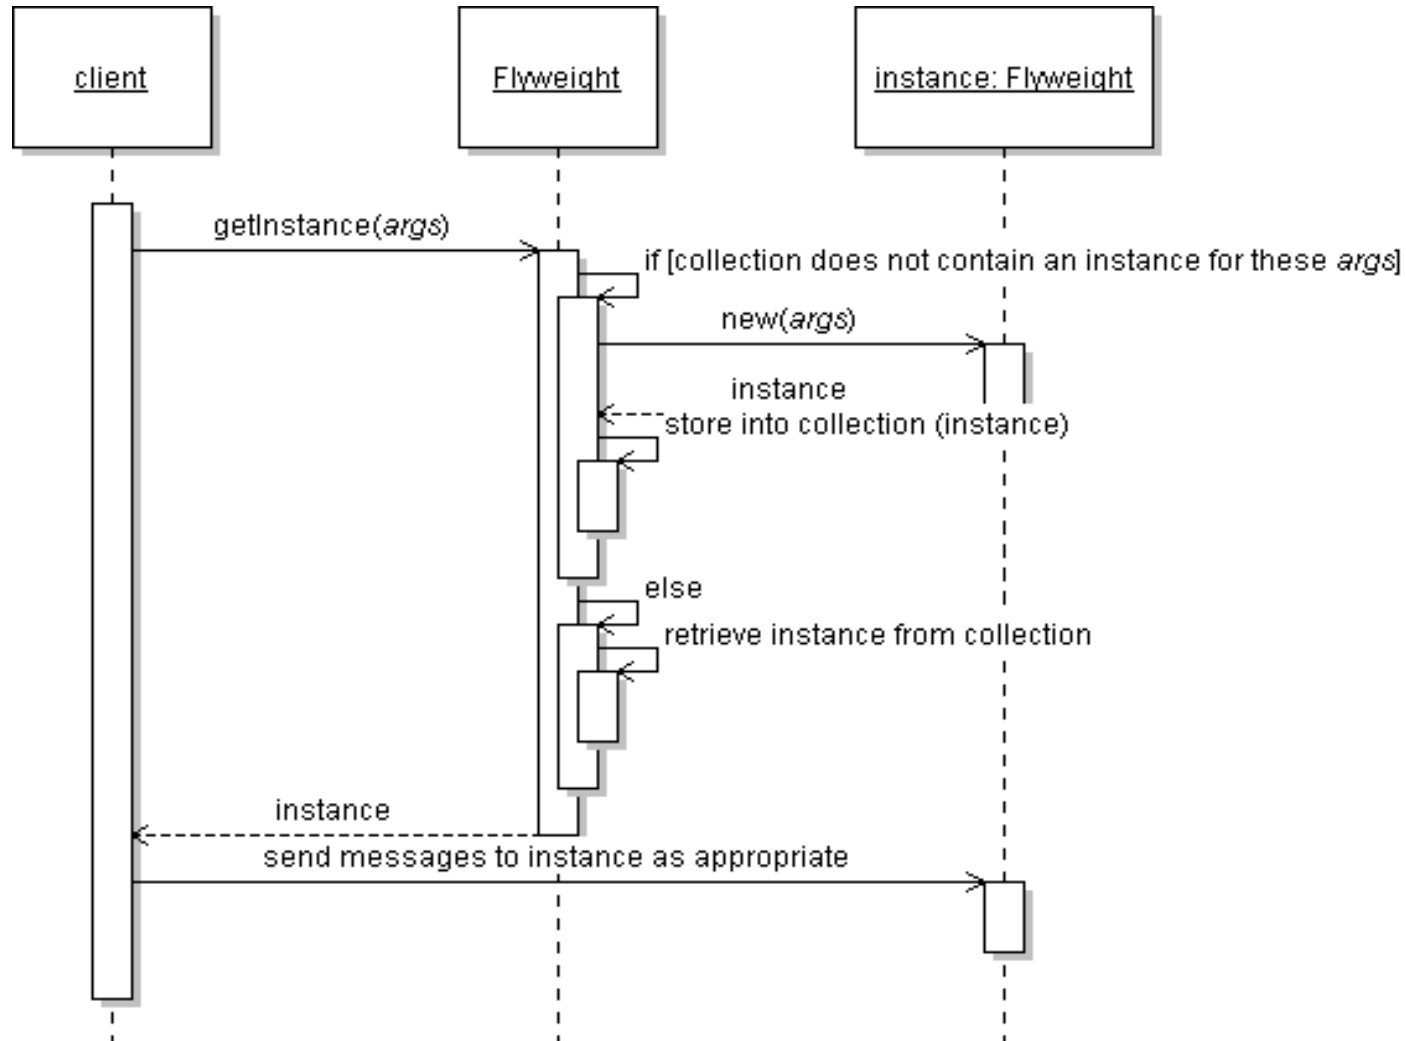 client
Flyweight
instance: Flyweight
getInstance(args)
if [collection does not contain an instance for these args]
new(args)
instance
store into collection (instance)
else
retrieve instance from collection
instance
send messages to instance as appropriate